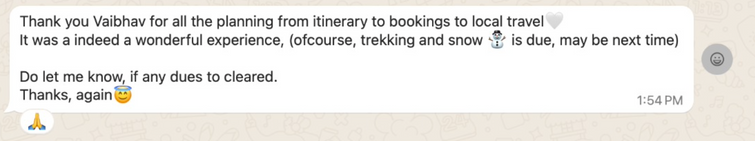 Thank you Vaibhav for all the planning from itinerary to bookings to local travel🤍
It was a indeed a wonderful experience, (ofcourse, trekking and snow ☃️ is due, may be next time)
Do let me know, if any dues to cleared.
Thanks, again😇
1:54 PM
🙏